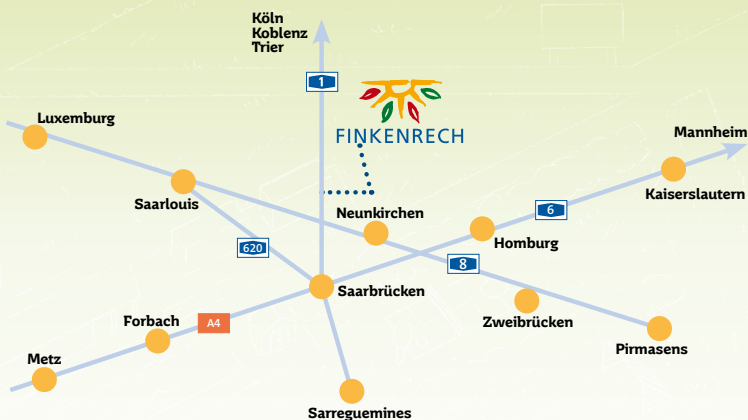 Köln
Koblenz
Trier
1
FINKENRECH
Luxemburg
Mannheim
Saarlouis
Kaiserslautern
Neunkirchen
6
620
Homburg
8
Saarbrücken
Forbach
A4
Zweibrücken
Pirmasens
Metz
Sarreguemines